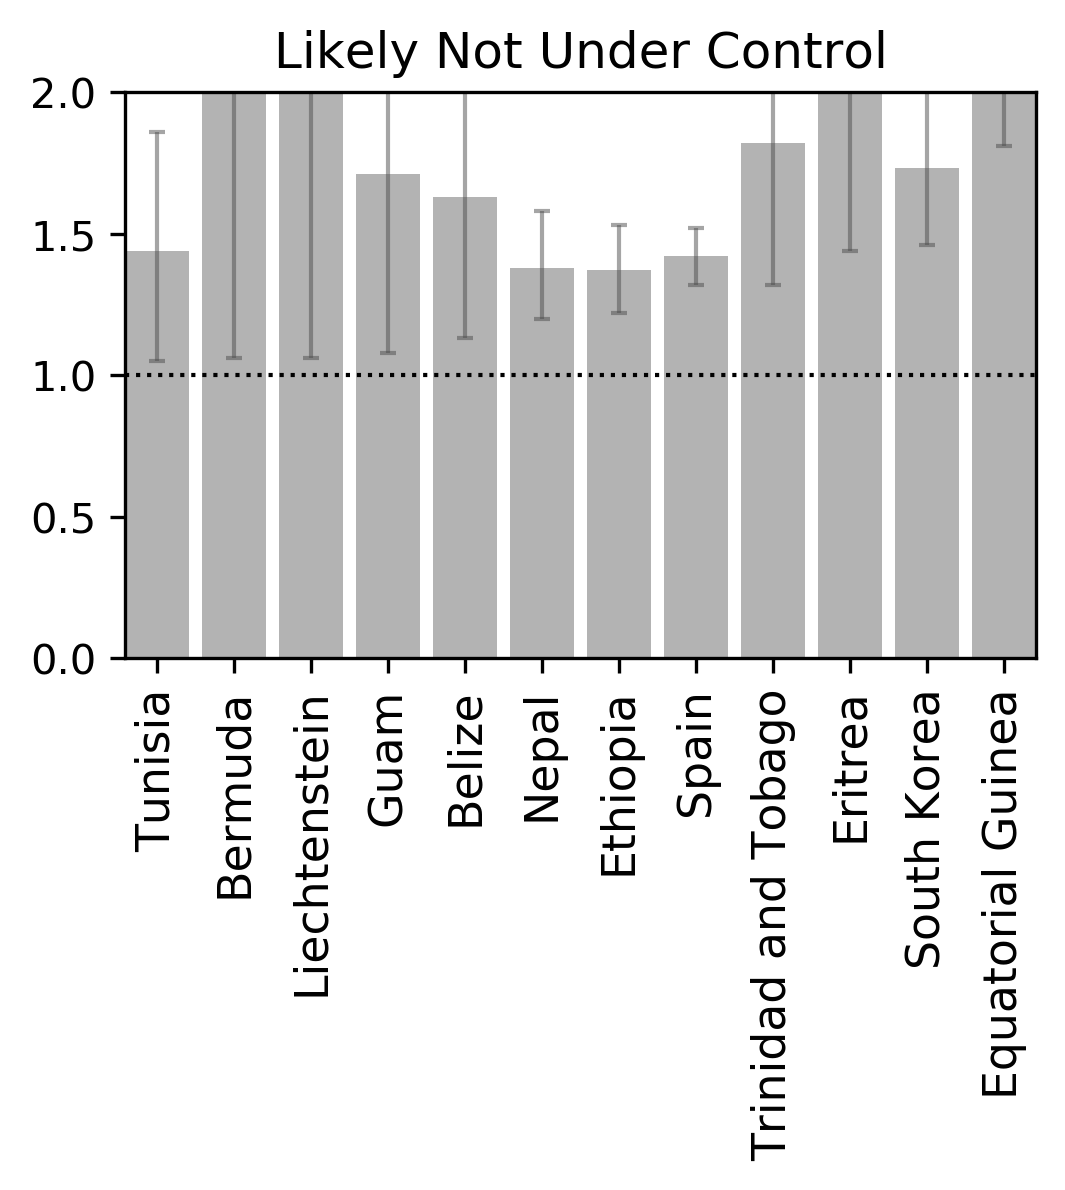 Likely Not Under Control
2.0
1.5
1.0
0.5
0.0
Tunisia
Bermuda
Liechtenstein
Guam
Belize
Nepal
Ethiopia
Spain
Trinidad and Tobago
Eritrea
South Korea
Equatorial Guinea